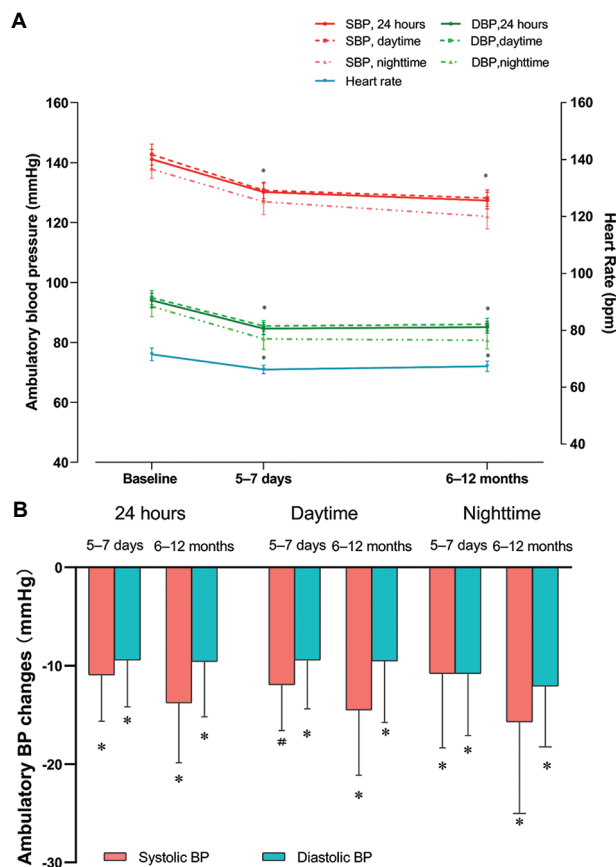 A
SBP, 24 hours
DBP,24 hours
SBP, daytime
DBP,daytime
SBP, nighttime
DBP,nighttime
Heart rate
Ambulatory blood pressure (mmHg)
160
140
120
100
80
60
40
*
*
*
*
*
*
Heart Rate (bpm)
160
140
120
100
80
60
40
Baseline
5–7 days
6–12 months
B
24 hours
Daytime
Nighttime
5–7 days
6–12 months
5–7 days
6–12 months
5–7 days
6–12 months
Ambulatory BP changes (mmHg)
0
-10
-20
-30
*
*
*
*
#
*
*
*
*
*
*
*
Systolic BP
Diastolic BP